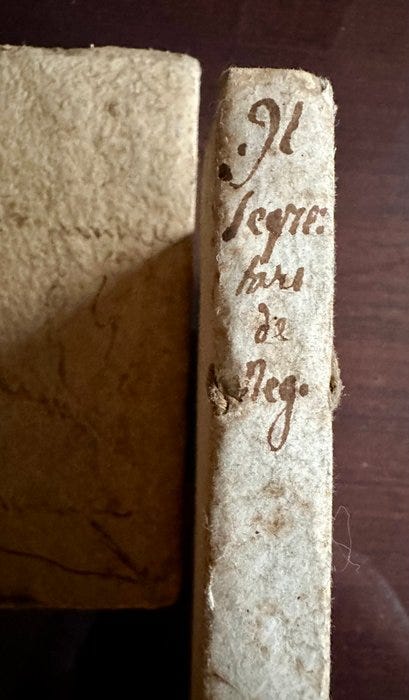 Il
Segre:
tari
de
Neg.